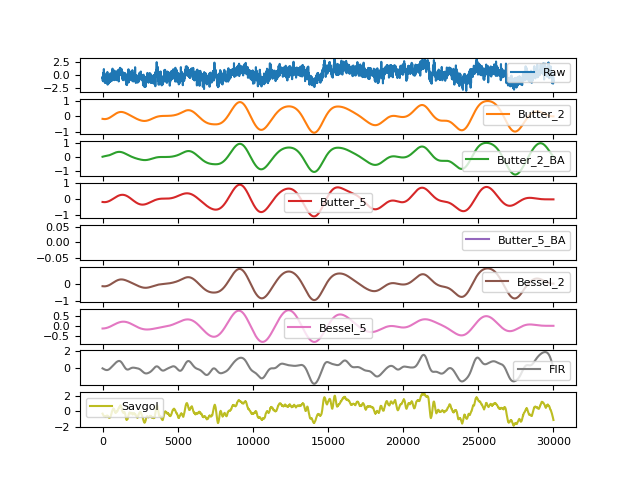 2.5
0.0
−2.5
Raw
1
0
−1
Butter_2
1
0
−1
Butter_2_BA
1
0
−1
Butter_5
0.05
0.00
−0.05
Butter_5_BA
0
−1
Bessel_2
0.5
0.0
−0.5
Bessel_5
2
0
FIR
2
0
−2
Savgol
0 5000 10000 15000 20000 25000 30000